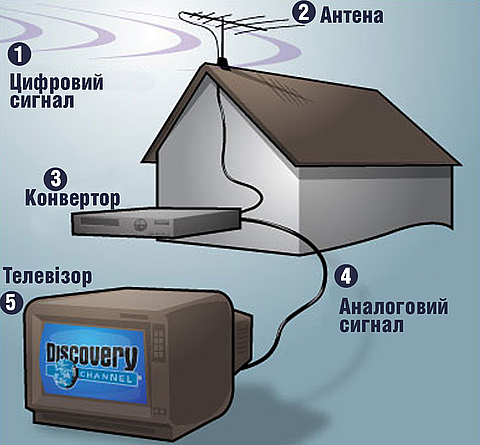 1
Цифровий
сигнал
2 Антена
3
Конвертор
4
Аналоговий
сигнал
Телевізор
5
DISCOVERY
CHANNEL